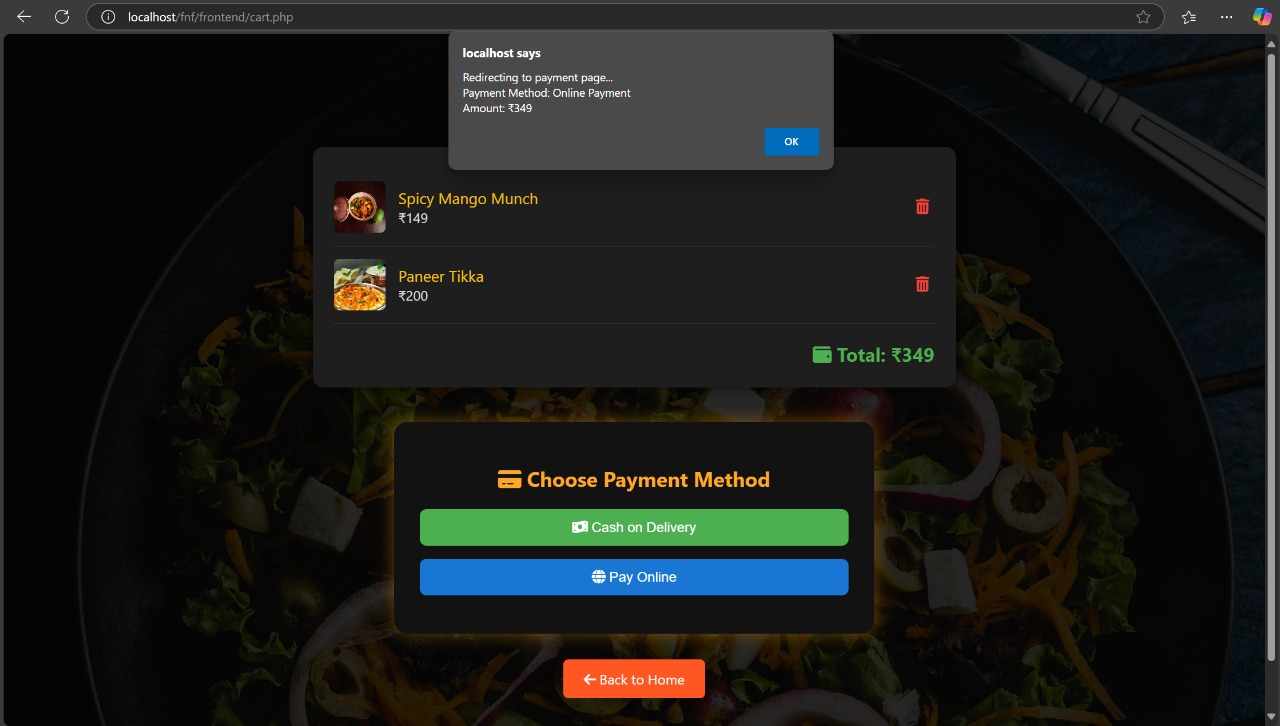 localhost/fnf/frontend/cart.php
localhost says
Redirecting to payment page...
Payment Method: Online Payment
Amount: ₹349
OK
Spicy Mango Munch
₹149
Paneer Tikka
₹200
Total: ₹349
Choose Payment Method
Cash on Delivery
Pay Online
Back to Home